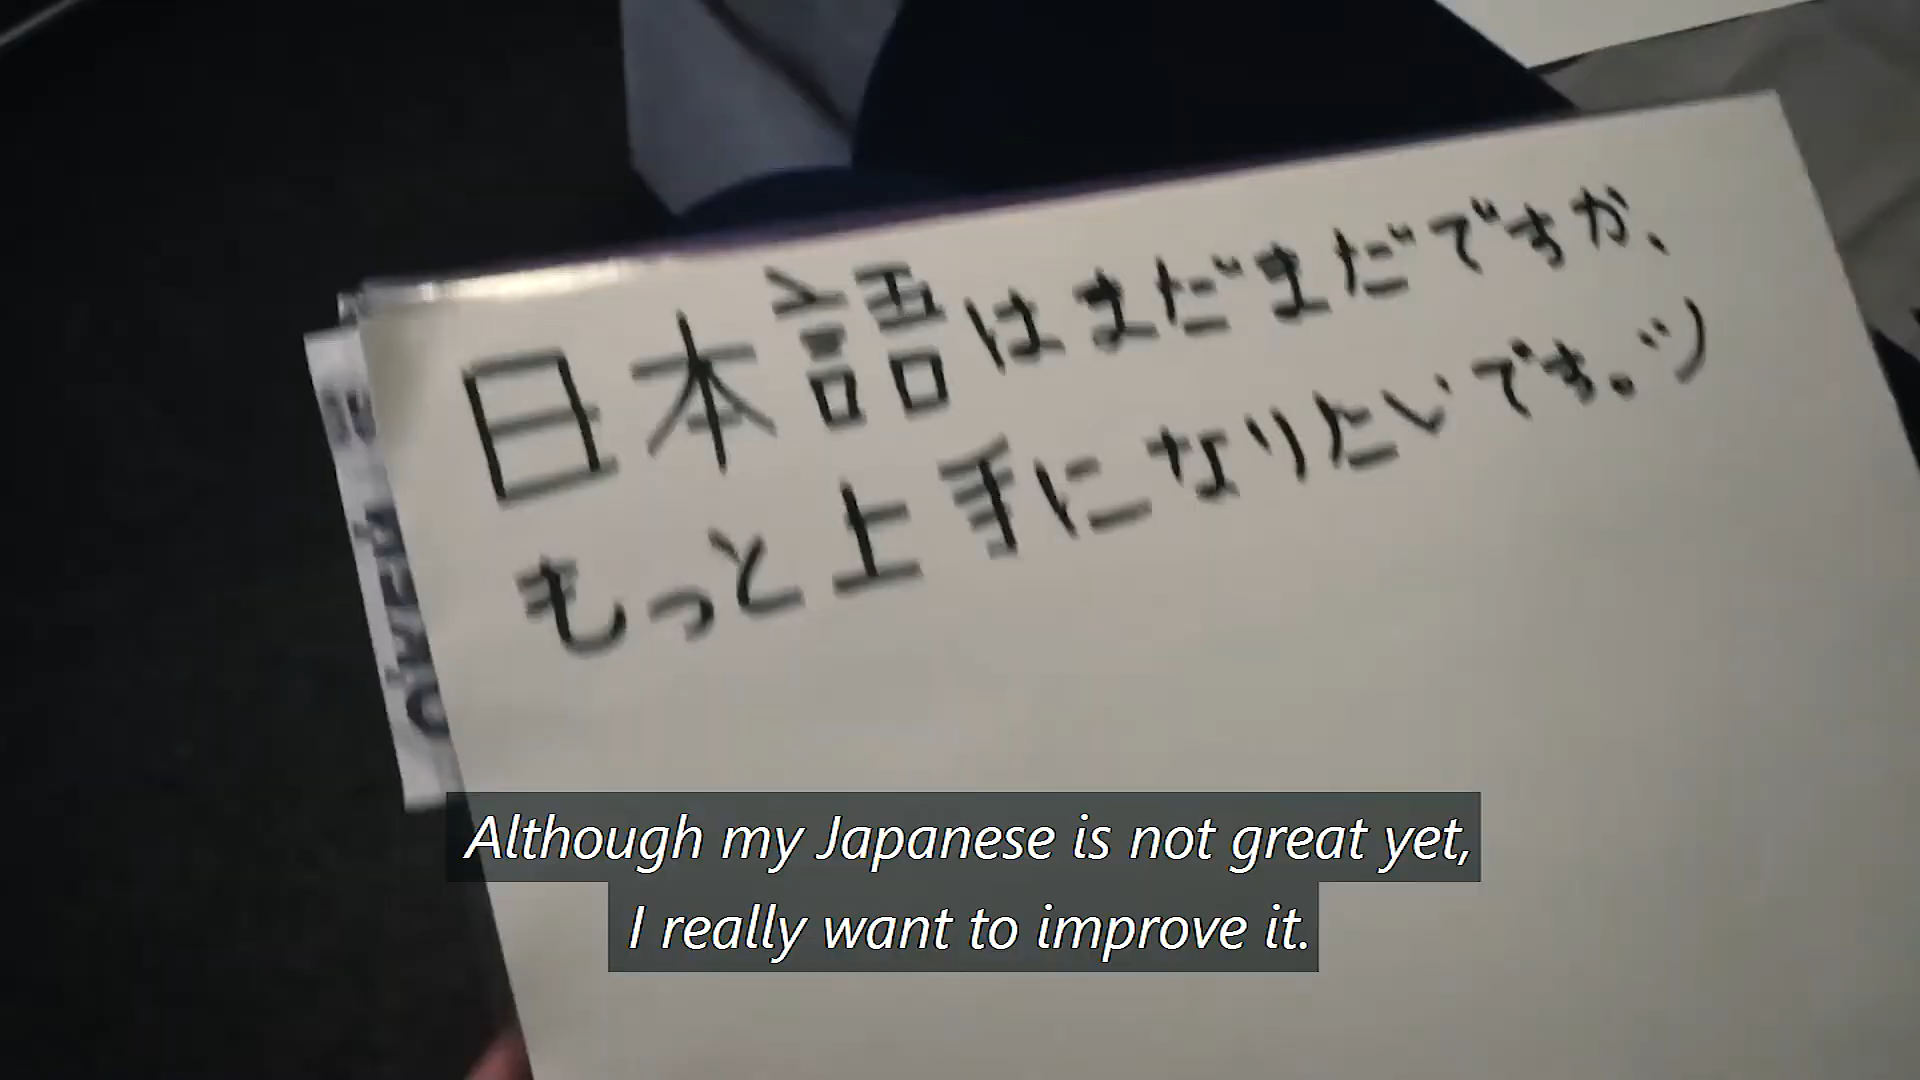 日本語はまだまだですが、
もっと上手になりたいです。ツ
Although my Japanese is not great yet,
I really want to improve it.